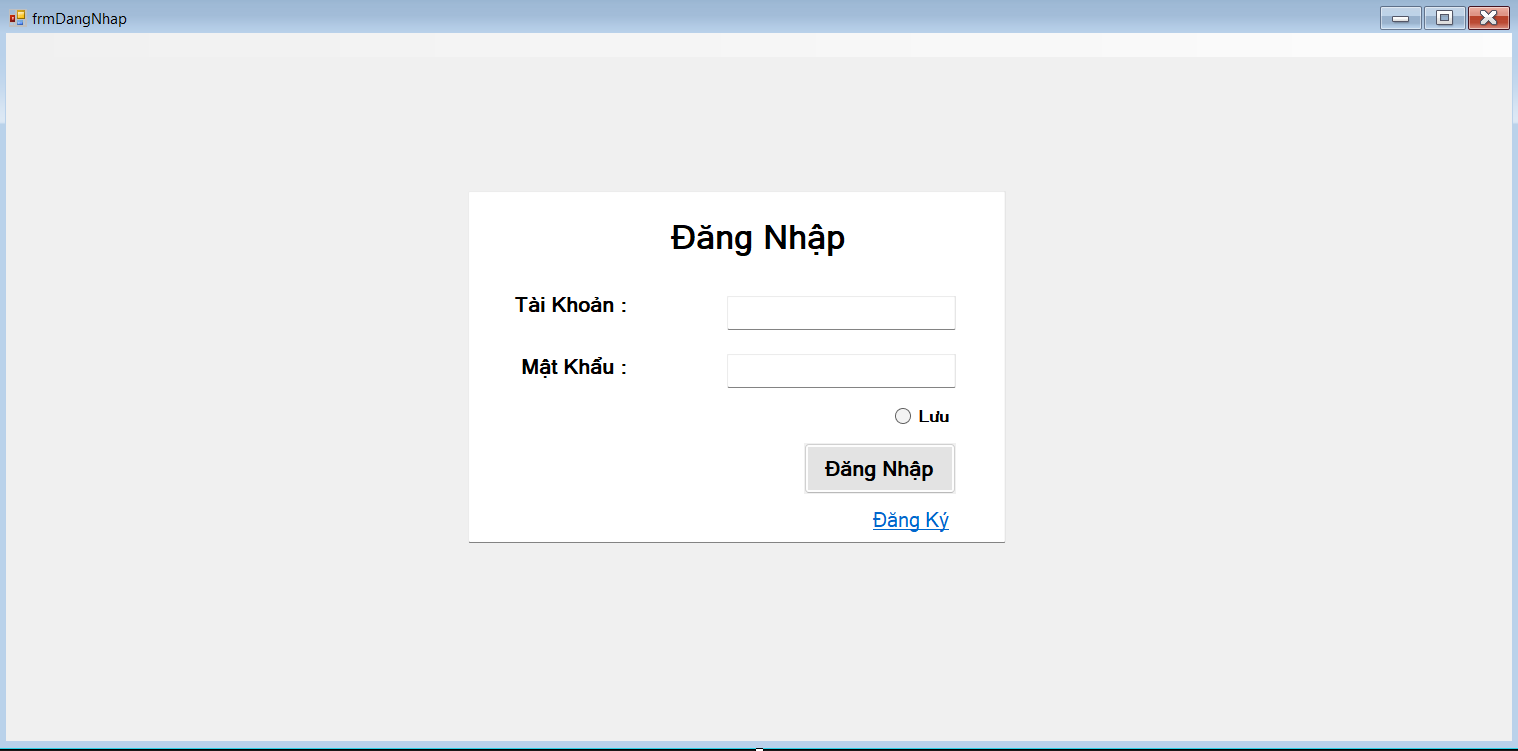 frmDangNhap
Đăng Nhập
Tài Khoản :
Mật Khẩu :
Lưu
Đăng Nhập
Đăng Ký